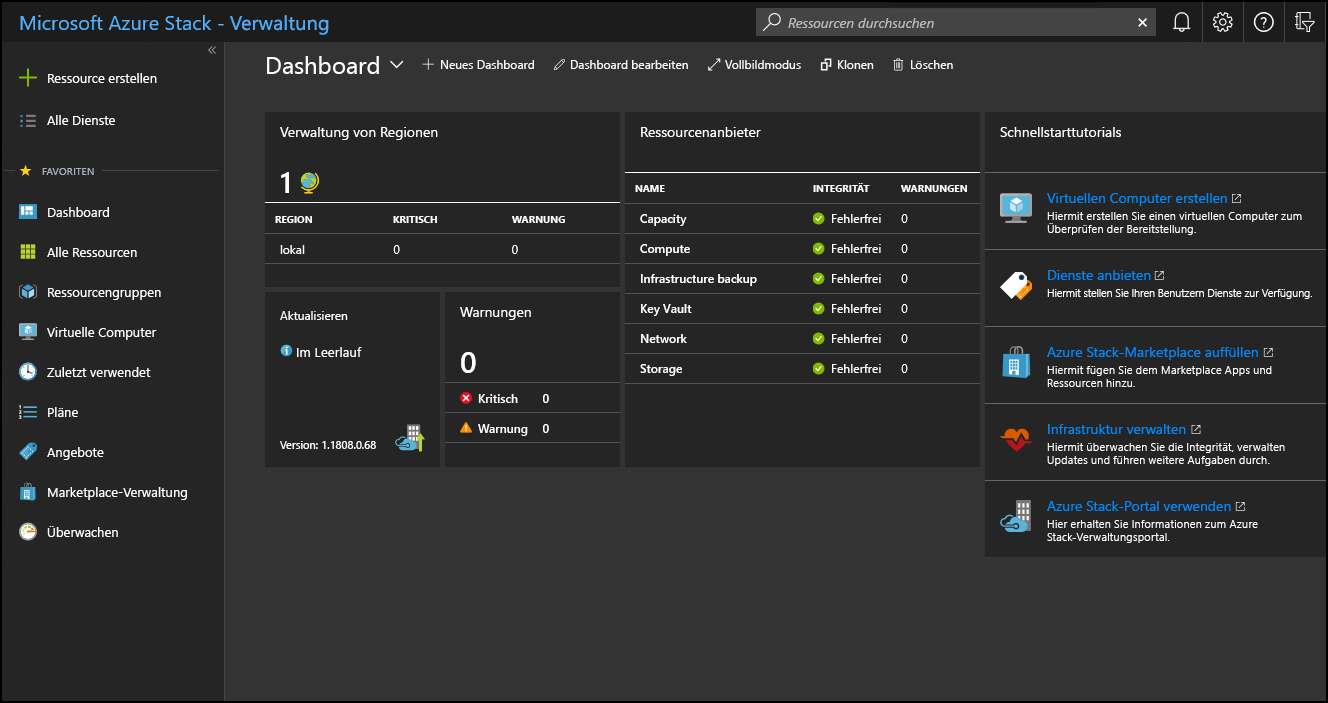 Microsoft Azure Stack - Verwaltung
Ressourcen durchsuchen
Ressource erstellen
Alle Dienste
FAVORITEN
Dashboard
Alle Ressourcen
Ressourcengruppen
Virtuelle Computer
Zuletzt verwendet
Pläne
Angebote
Marketplace-Verwaltung
Überwachen
Dashboard
Neues Dashboard
Dashboard bearbeiten
Vollbildmodus
Klonen
Löschen
Verwaltung von Regionen
1
REGION KRITISCH WARNUNG
lokal 0 0
Aktualisieren
Im Leerlauf
Version: 1.1808.0.68
Warnungen
0
Kritisch 0
Warnung 0
Ressourcenanbieter
NAME INTEGRITÄT WARNUNGEN
Capacity Fehlerfrei 0
Compute Fehlerfrei 0
Infrastructure backup Fehlerfrei 0
Key Vault Fehlerfrei 0
Network Fehlerfrei 0
Storage Fehlerfrei 0
Schnellstarttutorials
Virtuellen Computer erstellen
Hiermit erstellen Sie einen virtuellen Computer zum
Überprüfen der Bereitstellung.
Dienste anbieten
Hiermit stellen Sie Ihren Benutzern Dienste zur Verfügung.
Azure Stack-Marketplace auffüllen
Hiermit fügen Sie dem Marketplace Apps und
Ressourcen hinzu.
Infrastruktur verwalten
Hiermit überwachen Sie die Integrität, verwalten
Updates und führen weitere Aufgaben durch.
Azure Stack-Portal verwenden
Hier erhalten Sie Informationen zum Azure
Stack-Verwaltungsportal.